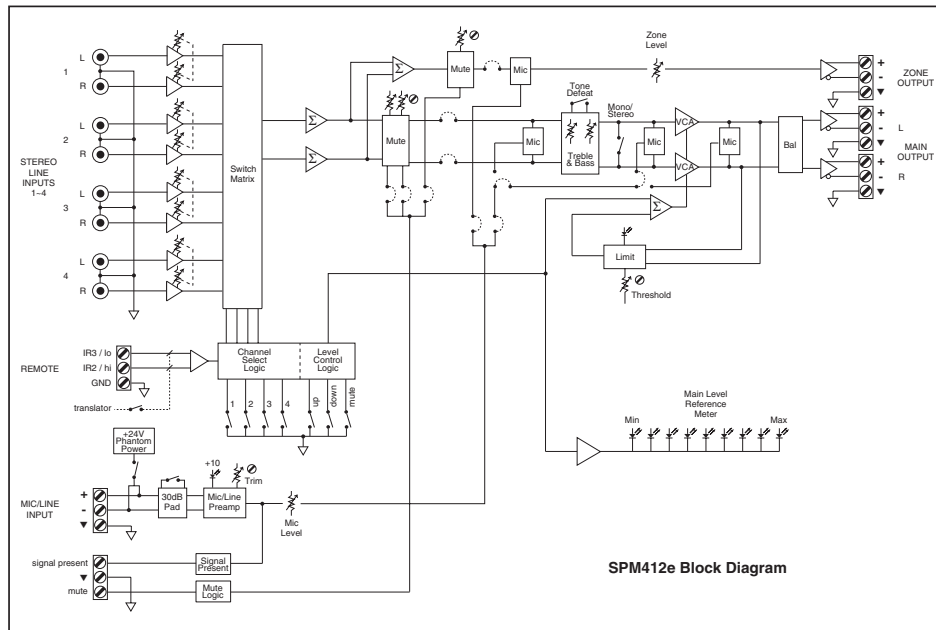 L
1
R
L
2
R
STEREO
LINE
INPUTS
1~4
L
3
R
L
4
R
Switch
Matrix
Σ
Σ
Σ
Mute
Mic
Mute
Zone
Level
Tone
Defeat
Mono/
Stereo
Mic
Treble
& Bass
Mic
VCA
VCA
Mic
Bal
Σ
Limit
Threshold
+
-
▼
ZONE
OUTPUT
+
L
-
▼
MAIN
OUTPUT
+
R
-
▼
REMOTE
IR3 / lo
IR2 / hi
GND
translator
Channel
Select
Logic
Level
Control
Logic
1
2
3
4
up
down
mute
+24V
Phantom
Power
MIC/LINE
INPUT
+
-
▼
30dB
Pad
+10
Mic/Line
Preamp
Trim
Mic
Level
signal present
▼
mute
Signal
Present
Mute
Logic
Main Level
Reference
Meter
Min
Max
SPM412e Block Diagram